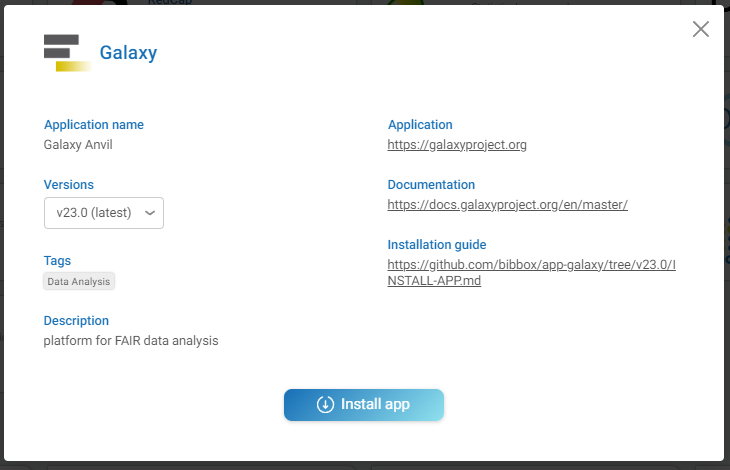 RedCap
Galaxy
Application name
Galaxy Anvil
Versions
v23.0 (latest)
Tags
Data Analysis
Description
platform for FAIR data analysis
Application
https://galaxyproject.org
Documentation
https://docs.galaxyproject.org/en/master/
Installation guide
https://github.com/bibbox/app-galaxy/tree/v23.0/I
NSTALL-APP.md
Install app